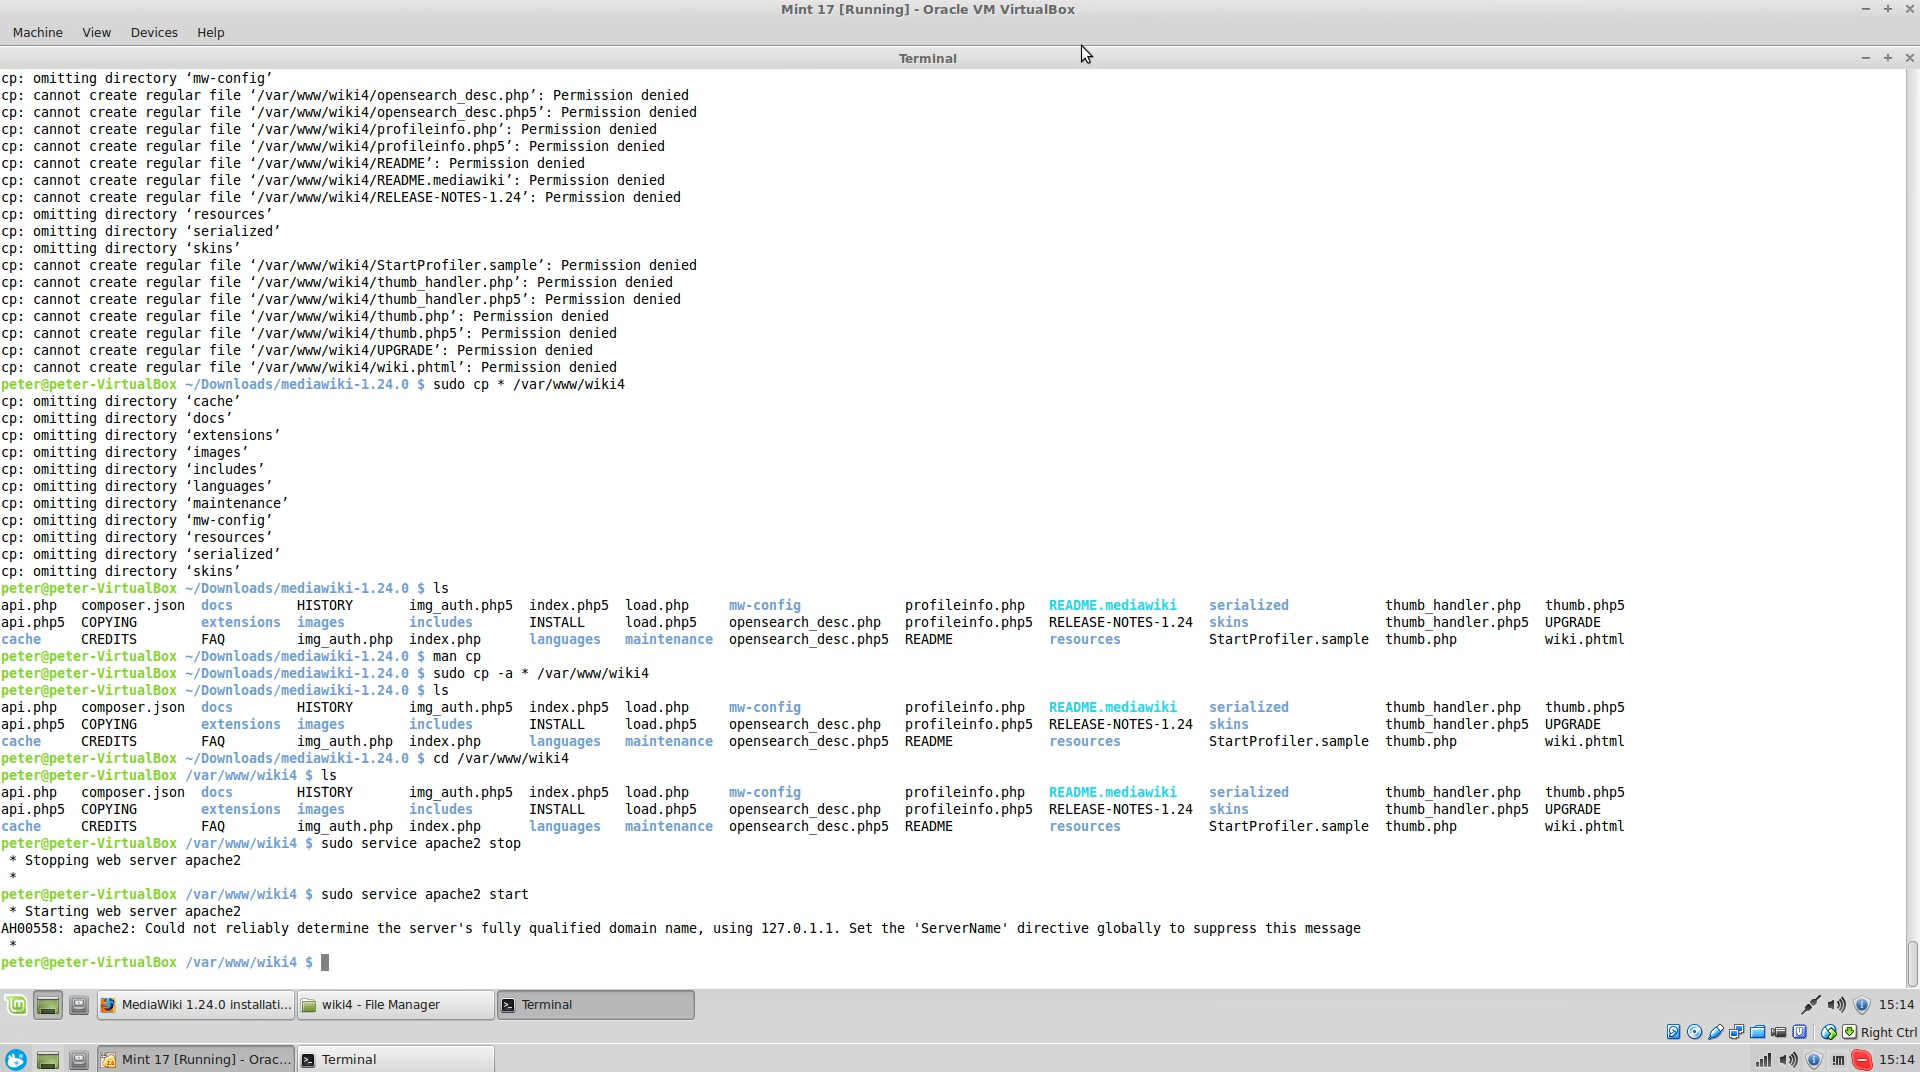 Mint 17 [Running] - Oracle VM VirtualBox
Machine View Devices Help
Terminal
cp: omitting directory ‘mw-config’
cp: cannot create regular file ‘/var/www/wiki4/opensearch_desc.php’: Permission denied
cp: cannot create regular file ‘/var/www/wiki4/opensearch_desc.php5’: Permission denied
cp: cannot create regular file ‘/var/www/wiki4/profileinfo.php’: Permission denied
cp: cannot create regular file ‘/var/www/wiki4/profileinfo.php5’: Permission denied
cp: cannot create regular file ‘/var/www/wiki4/README’: Permission denied
cp: cannot create regular file ‘/var/www/wiki4/README.mediawiki’: Permission denied
cp: cannot create regular file ‘/var/www/wiki4/RELEASE-NOTES-1.24’: Permission denied
cp: omitting directory ‘resources’
cp: omitting directory ‘serialized’
cp: omitting directory ‘skins’
cp: cannot create regular file ‘/var/www/wiki4/StartProfiler.sample’: Permission denied
cp: cannot create regular file ‘/var/www/wiki4/thumb_handler.php’: Permission denied
cp: cannot create regular file ‘/var/www/wiki4/thumb_handler.php5’: Permission denied
cp: cannot create regular file ‘/var/www/wiki4/thumb.php’: Permission denied
cp: cannot create regular file ‘/var/www/wiki4/thumb.php5’: Permission denied
cp: cannot create regular file ‘/var/www/wiki4/UPGRADE’: Permission denied
cp: cannot create regular file ‘/var/www/wiki4/wiki.phtml’: Permission denied
peter@peter-VirtualBox ~/Downloads/mediawiki-1.24.0 $ sudo cp * /var/www/wiki4
cp: omitting directory ‘cache’
cp: omitting directory ‘docs’
cp: omitting directory ‘extensions’
cp: omitting directory ‘images’
cp: omitting directory ‘includes’
cp: omitting directory ‘languages’
cp: omitting directory ‘maintenance’
cp: omitting directory ‘mw-config’
cp: omitting directory ‘resources’
cp: omitting directory ‘serialized’
cp: omitting directory ‘skins’
peter@peter-VirtualBox ~/Downloads/mediawiki-1.24.0 $ ls
api.php composer.json docs HISTORY img_auth.php5 index.php5 load.php mw-config profileinfo.php README.mediawiki serialized thumb_handler.php thumb.php5
api.php5 COPYING extensions images includes INSTALL load.php5 opensearch_desc.php profileinfo.php5 RELEASE-NOTES-1.24 skins thumb_handler.php5 UPGRADE
cache CREDITS FAQ img_auth.php index.php languages maintenance opensearch_desc.php5 README resources StartProfiler.sample thumb.php wiki.phtml
peter@peter-VirtualBox ~/Downloads/mediawiki-1.24.0 $ man cp
peter@peter-VirtualBox ~/Downloads/mediawiki-1.24.0 $ sudo cp -a * /var/www/wiki4
peter@peter-VirtualBox ~/Downloads/mediawiki-1.24.0 $ ls
api.php composer.json docs HISTORY img_auth.php5 index.php5 load.php mw-config profileinfo.php README.mediawiki serialized thumb_handler.php thumb.php5
api.php5 COPYING extensions images includes INSTALL load.php5 opensearch_desc.php profileinfo.php5 RELEASE-NOTES-1.24 skins thumb_handler.php5 UPGRADE
cache CREDITS FAQ img_auth.php index.php languages maintenance opensearch_desc.php5 README resources StartProfiler.sample thumb.php wiki.phtml
peter@peter-VirtualBox ~/Downloads/mediawiki-1.24.0 $ cd /var/www/wiki4
peter@peter-VirtualBox /var/www/wiki4 $ ls
api.php composer.json docs HISTORY img_auth.php5 index.php5 load.php mw-config profileinfo.php README.mediawiki serialized thumb_handler.php thumb.php5
api.php5 COPYING extensions images includes INSTALL load.php5 opensearch_desc.php profileinfo.php5 RELEASE-NOTES-1.24 skins thumb_handler.php5 UPGRADE
cache CREDITS FAQ img_auth.php index.php languages maintenance opensearch_desc.php5 README resources StartProfiler.sample thumb.php wiki.phtml
peter@peter-VirtualBox /var/www/wiki4 $ sudo service apache2 stop
* Stopping web server apache2
*
peter@peter-VirtualBox /var/www/wiki4 $ sudo service apache2 start
* Starting web server apache2
AH00558: apache2: Could not reliably determine the server's fully qualified domain name, using 127.0.1.1. Set the 'ServerName' directive globally to suppress this message
*
peter@peter-VirtualBox /var/www/wiki4 $
MediaWiki 1.24.0 installati... wiki4 - File Manager Terminal 15:14
Right Ctrl
Mint 17 [Running] - Orac... Terminal 15:14